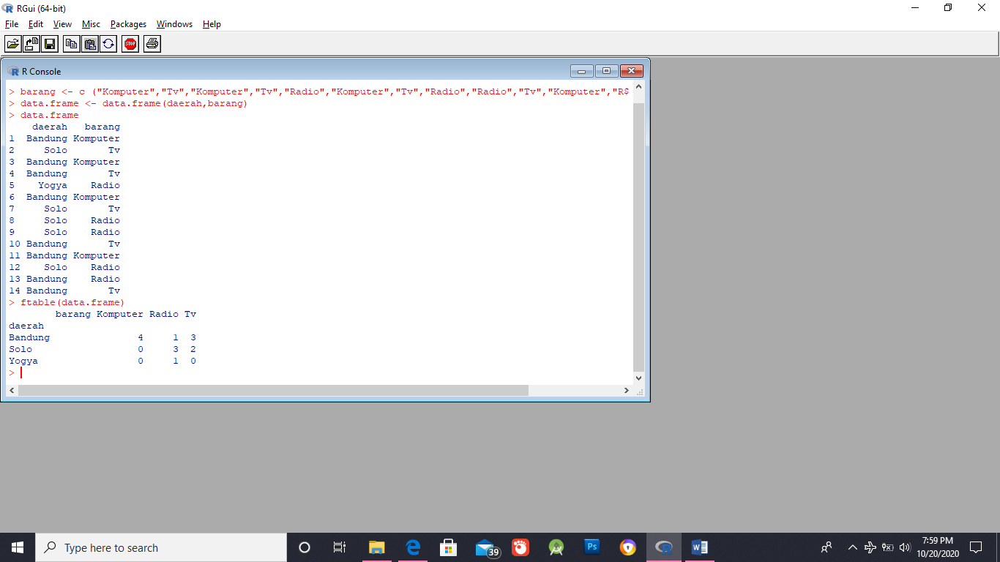 RGui (64-bit)
File Edit View Misc Packages Windows Help
STOP
R Console
> barang <- c ("Komputer","Tv","Komputer","Tv","Radio","Komputer","Tv","Radio","Radio","Tv","Komputer","R$
> data.frame <- data.frame(daerah,barang)
> data.frame
daerah barang
1 Bandung Komputer
2 Solo Tv
3 Bandung Komputer
4 Bandung Tv
5 Yogya Radio
6 Bandung Komputer
7 Solo Tv
8 Solo Radio
9 Solo Radio
10 Bandung Tv
11 Bandung Komputer
12 Solo Radio
13 Bandung Radio
14 Bandung Tv
> ftable(data.frame)
barang Komputer Radio Tv
daerah
Bandung 4 1 3
Solo 0 3 2
Yogya 0 1 0
>
Type here to search
39
Ps
7:59 PM
10/20/2020